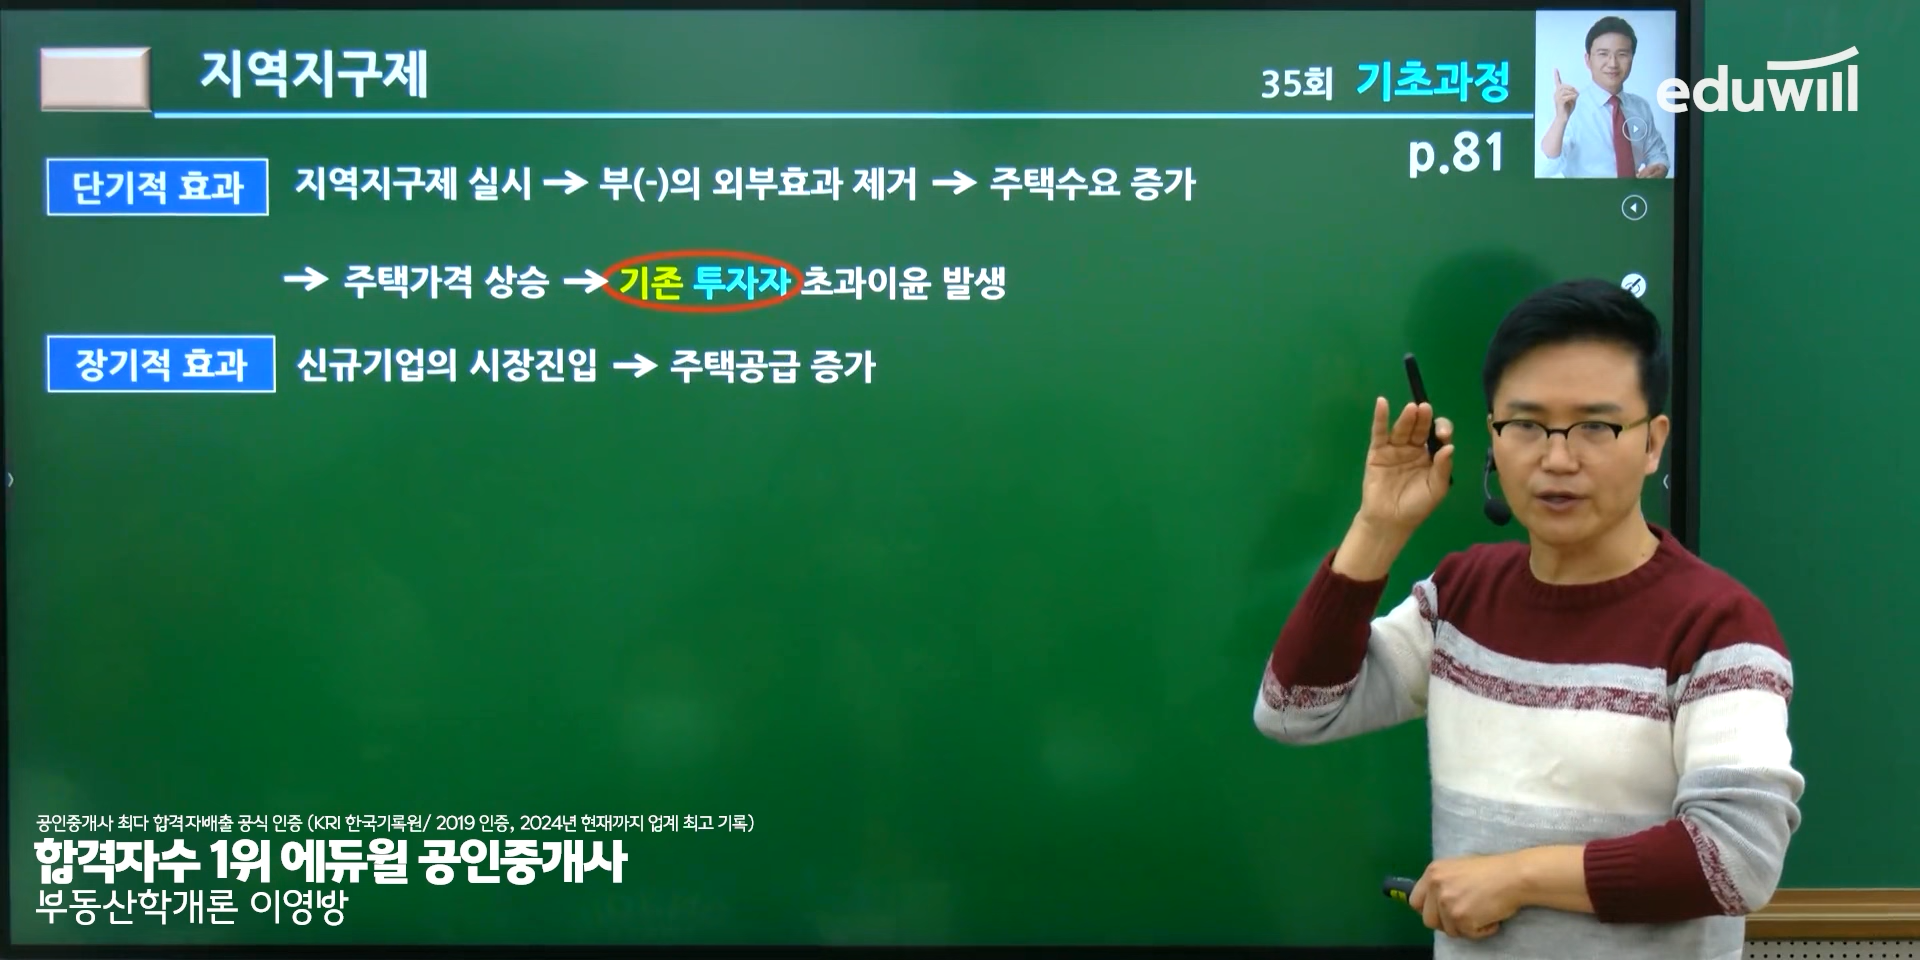 지역지구제
35회 기초과정
eduwill
p.81
단기적 효과 지역지구제 실시 → 부(-)의 외부효과 제거 → 주택수요 증가
→ 주택가격 상승 → 기존 투자자 초과이윤 발생
장기적 효과 신규기업의 시장진입 → 주택공급 증가
공인중개사 최다 합격자배출 공식 인증 (KRI 한국기록원/ 2019 인증, 2024년 현재까지 업계 최고 기록)
합격자수 1위 에듀윌 공인중개사
부동산학개론 이영방